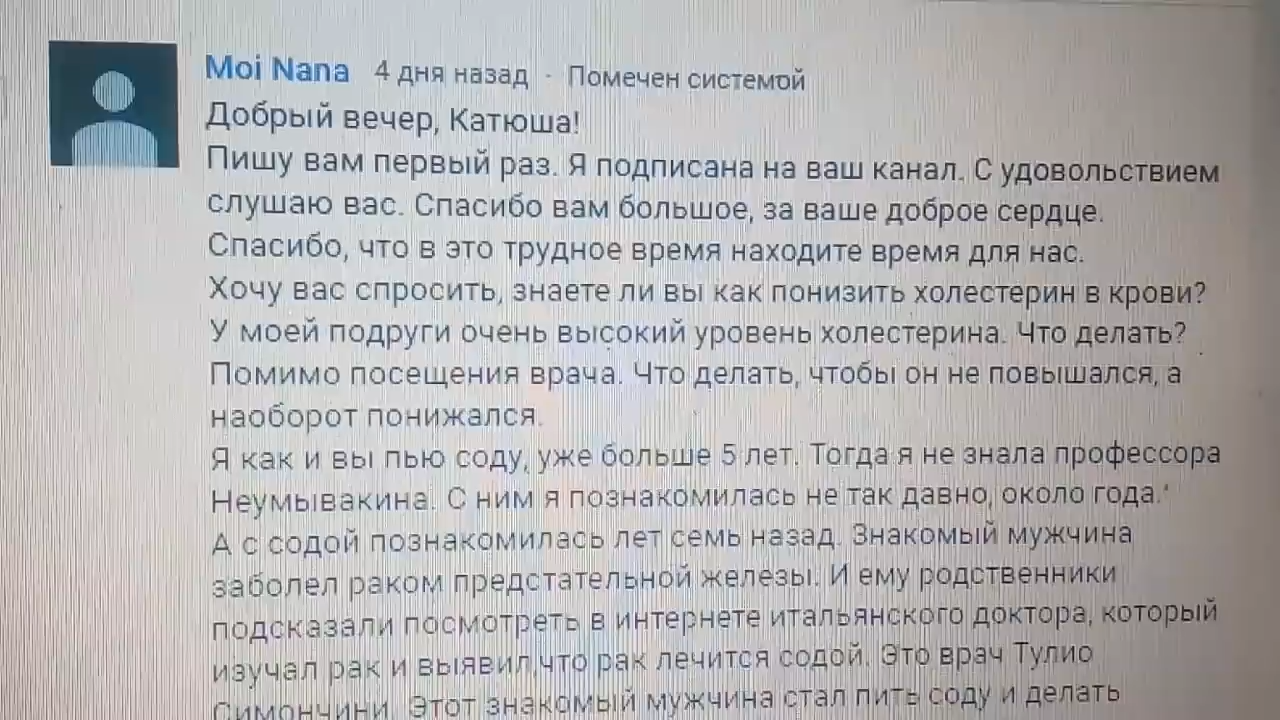 Moi Nana 4 дня назад · Помечен системой
Добрый вечер, Катюша!
Пишу вам первый раз. Я подписана на ваш канал. С удовольствием
слушаю вас. Спасибо вам большое, за ваше доброе сердце.
Спасибо, что в это трудное время находите время для нас.
Хочу вас спросить, знаете ли вы как понизить холестерин в крови?
У моей подруги очень высокий уровень холестерина. Что делать?
Помимо посещения врача. Что делать, чтобы он не повышался, а
наоборот понижался.
Я как и вы пью соду, уже больше 5 лет. Тогда я не знала профессора
Неумывакина. С ним я познакомилась не так давно, около года.
А с содой познакомилась лет семь назад. Знакомый мужчина
заболел раком предстательной железы. И ему родственники
подсказали посмотреть в интернете итальянского доктора, который
изучал рак и выявил,что рак лечится содой. Это врач Тулио
Симончини. Этот знакомый мужчина стал пить соду и делать